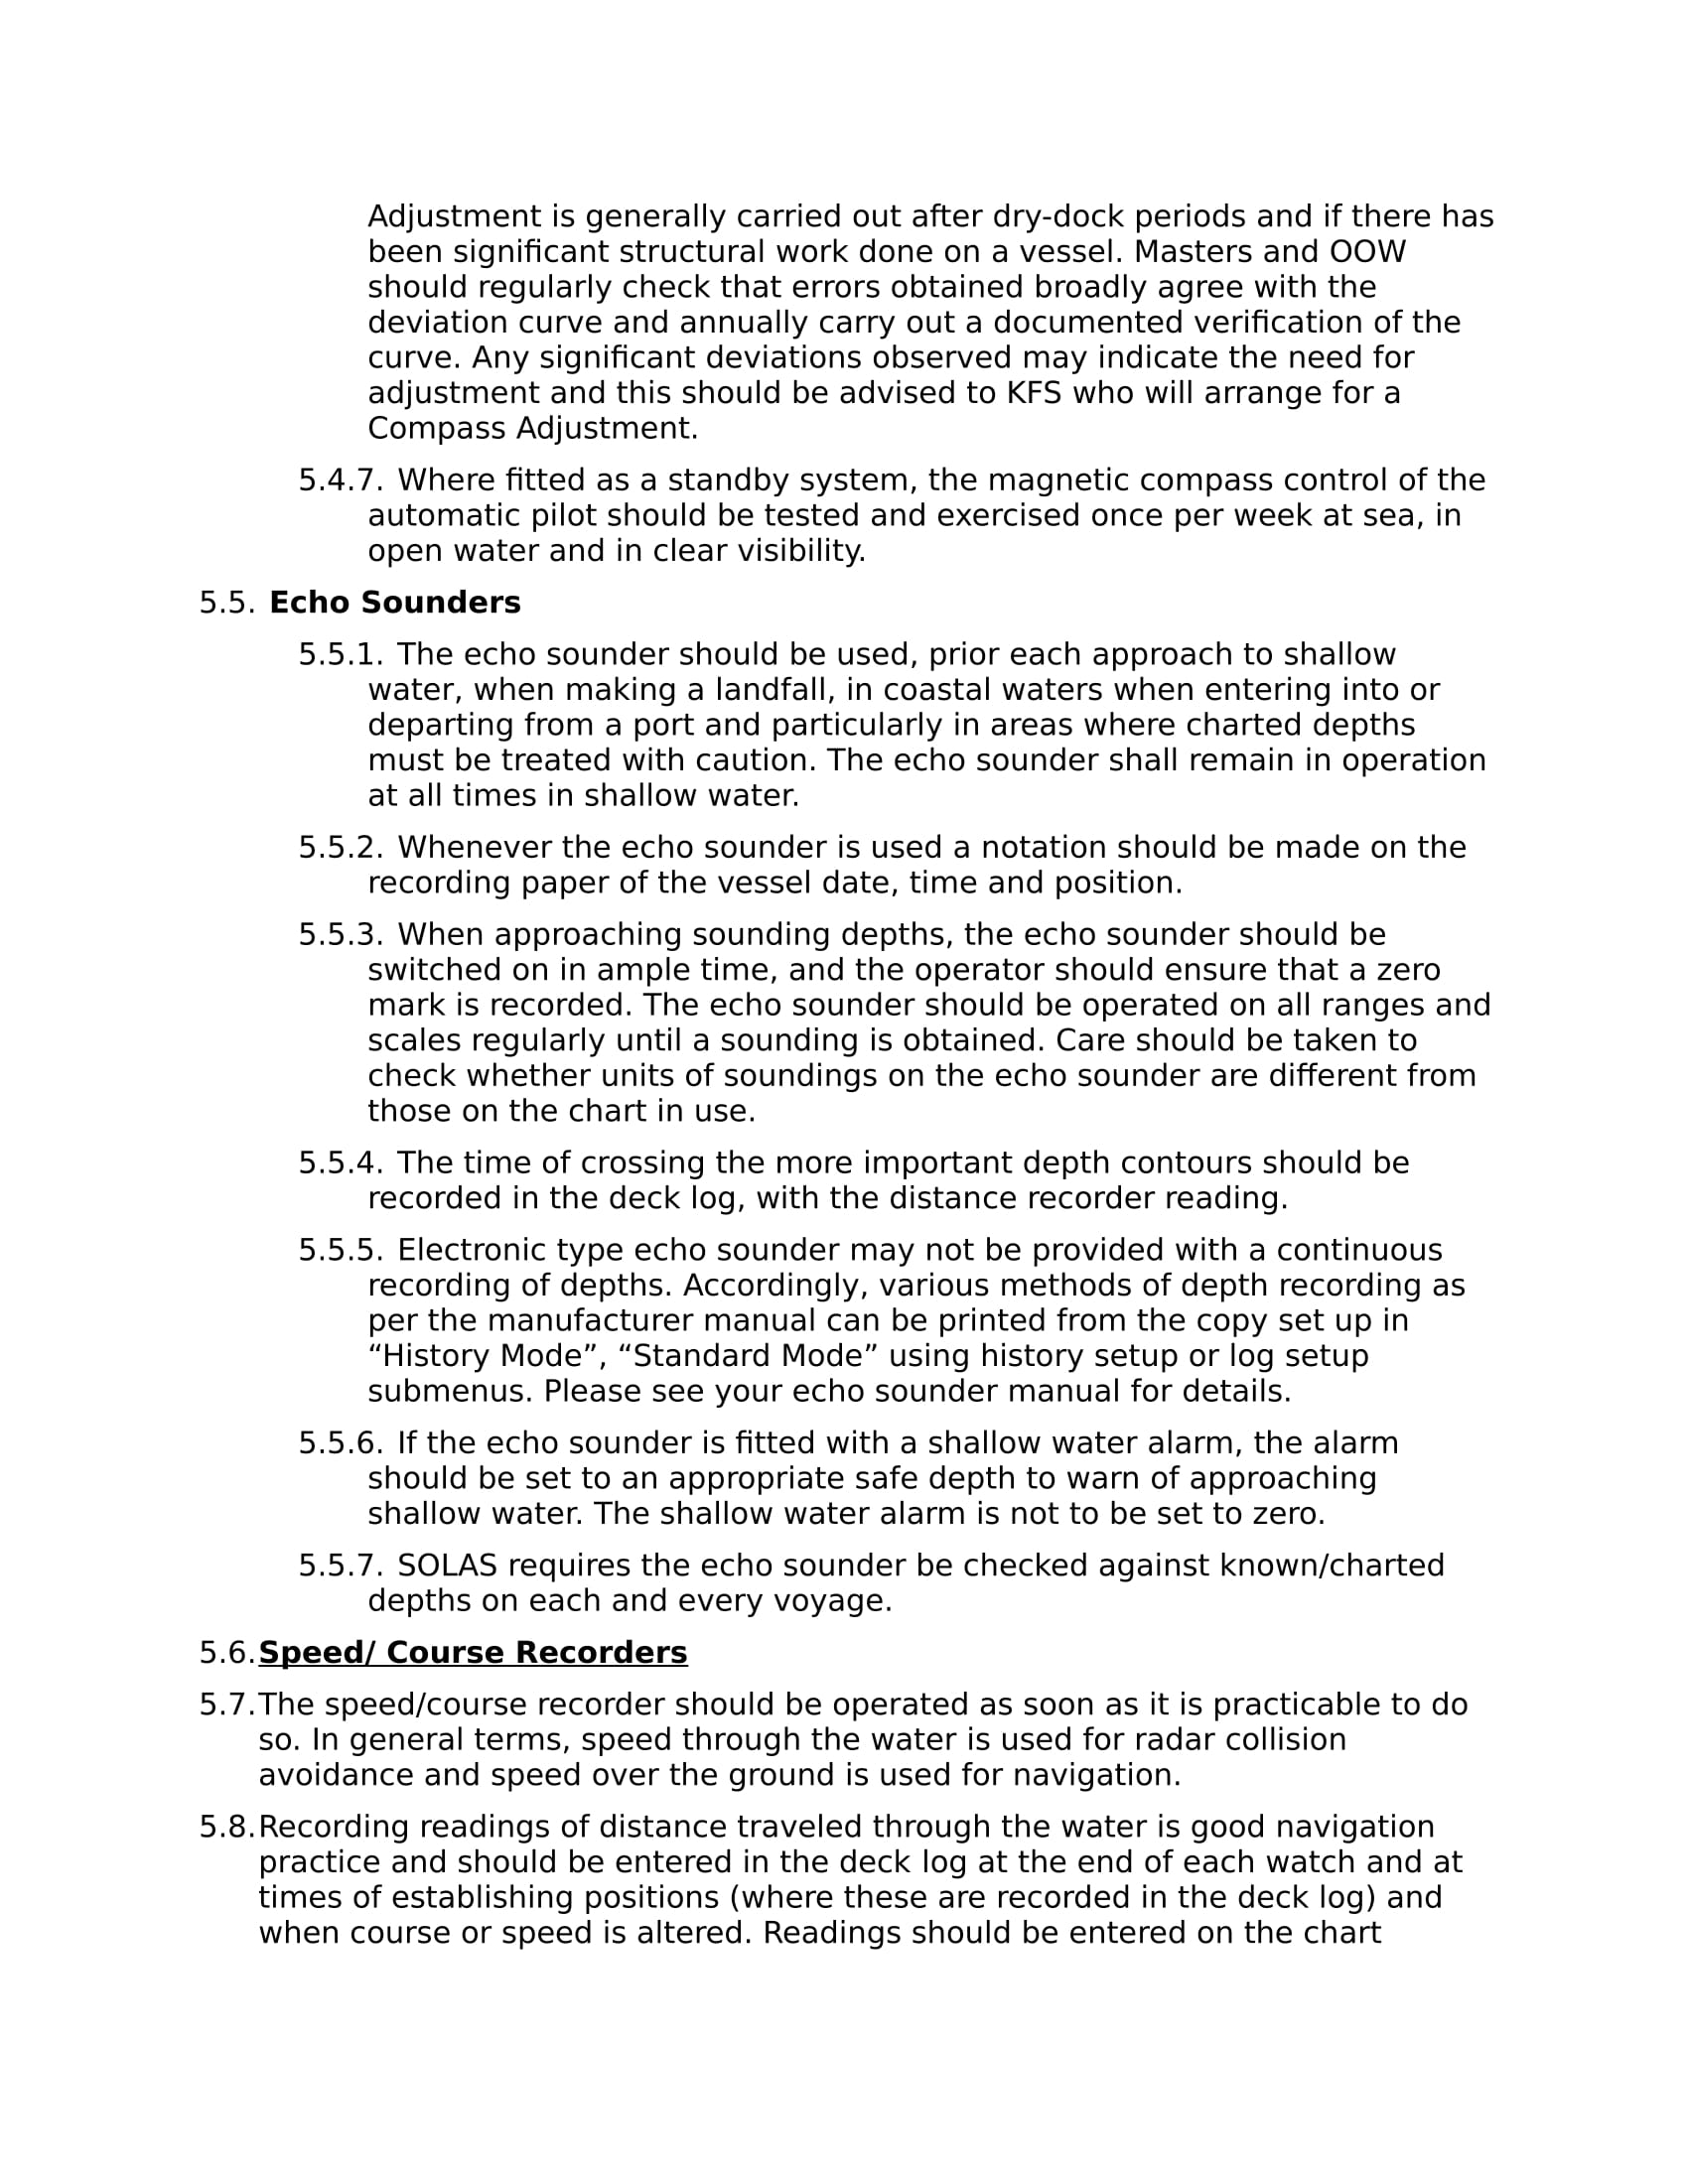 Adjustment is generally carried out after dry-dock periods and if there has
been significant structural work done on a vessel. Masters and OOW
should regularly check that errors obtained broadly agree with the
deviation curve and annually carry out a documented verification of the
curve. Any significant deviations observed may indicate the need for
adjustment and this should be advised to KFS who will arrange for a
Compass Adjustment.
5.4.7. Where fitted as a standby system, the magnetic compass control of the
automatic pilot should be tested and exercised once per week at sea, in
open water and in clear visibility.
5.5. Echo Sounders
5.5.1. The echo sounder should be used, prior each approach to shallow
water, when making a landfall, in coastal waters when entering into or
departing from a port and particularly in areas where charted depths
must be treated with caution. The echo sounder shall remain in operation
at all times in shallow water.
5.5.2. Whenever the echo sounder is used a notation should be made on the
recording paper of the vessel date, time and position.
5.5.3. When approaching sounding depths, the echo sounder should be
switched on in ample time, and the operator should ensure that a zero
mark is recorded. The echo sounder should be operated on all ranges and
scales regularly until a sounding is obtained. Care should be taken to
check whether units of soundings on the echo sounder are different from
those on the chart in use.
5.5.4. The time of crossing the more important depth contours should be
recorded in the deck log, with the distance recorder reading.
5.5.5. Electronic type echo sounder may not be provided with a continuous
recording of depths. Accordingly, various methods of depth recording as
per the manufacturer manual can be printed from the copy set up in
“History Mode”, “Standard Mode” using history setup or log setup
submenus. Please see your echo sounder manual for details.
5.5.6. If the echo sounder is fitted with a shallow water alarm, the alarm
should be set to an appropriate safe depth to warn of approaching
shallow water. The shallow water alarm is not to be set to zero.
5.5.7. SOLAS requires the echo sounder be checked against known/charted
depths on each and every voyage.
5.6.Speed/ Course Recorders
5.7.The speed/course recorder should be operated as soon as it is practicable to do
so. In general terms, speed through the water is used for radar collision
avoidance and speed over the ground is used for navigation.
5.8.Recording readings of distance traveled through the water is good navigation
practice and should be entered in the deck log at the end of each watch and at
times of establishing positions (where these are recorded in the deck log) and
when course or speed is altered. Readings should be entered on the chart